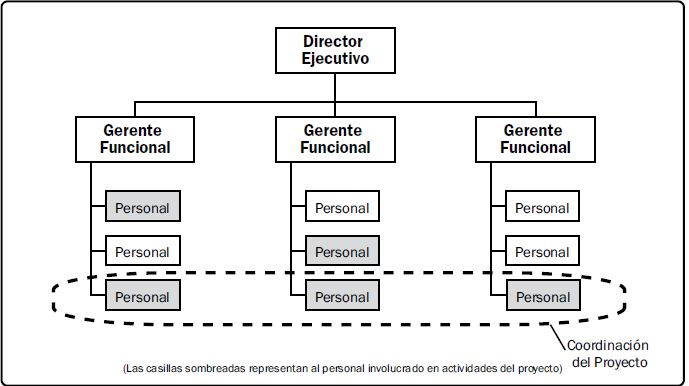 Director
Ejecutivo
Gerente
Funcional
Gerente
Funcional
Gerente
Funcional
Personal
Personal
Personal
Personal
Personal
Personal
Personal
Personal
Personal
Coordinación
del Proyecto
(Las casillas sombreadas representan al personal involucrado en actividades del proyecto)